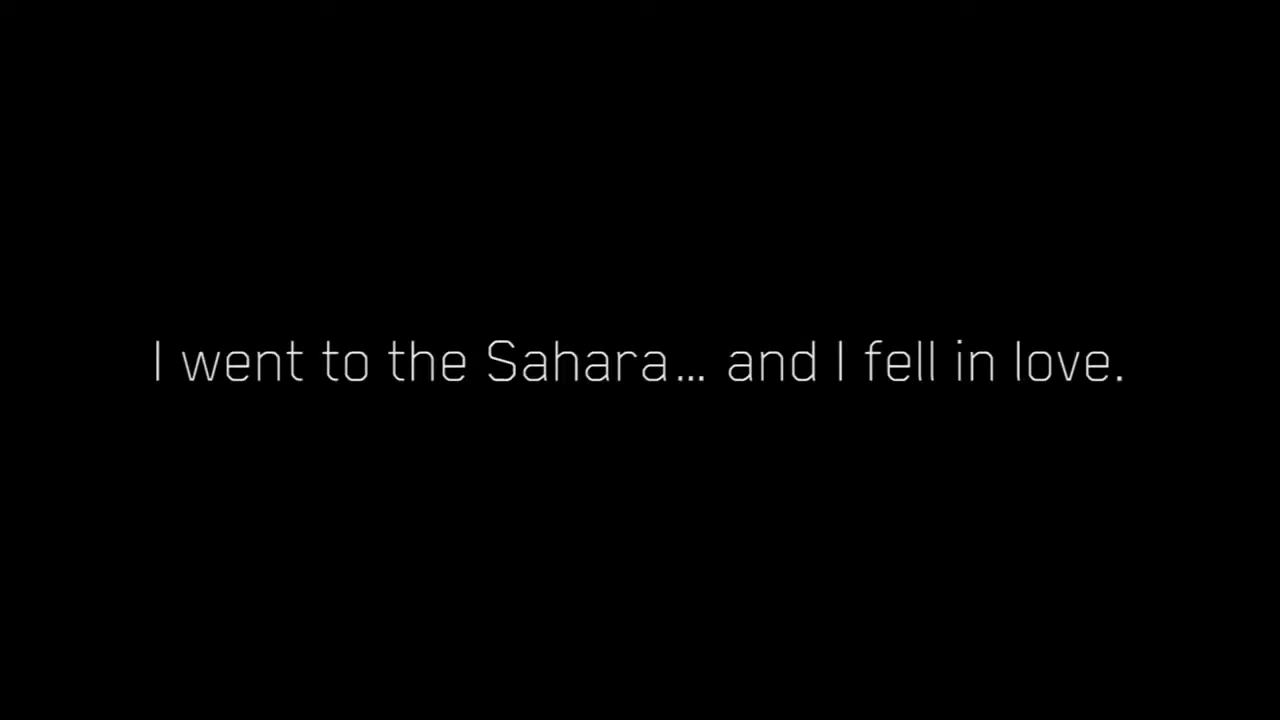 I went to the Sahara... and I fell in love.